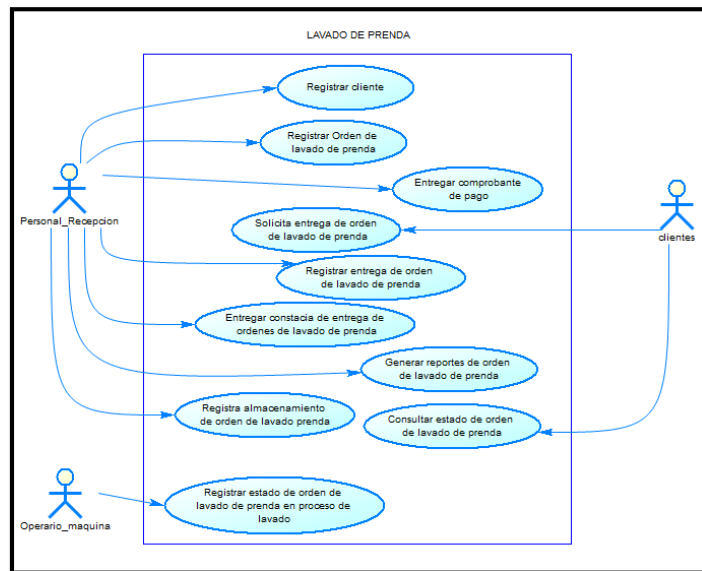 LAVADO DE PRENDA
Registrar cliente
Registrar Orden de
lavado de prenda
Entregar comprobante
de pago
Personal_Recepcion
Solicita entrega de orden
de lavado de prenda
clientes
Registrar entrega de orden
de lavado de prenda
Entregar constacia de entrega de
ordenes de lavado de prenda
Generar reportes de orden
de lavado de prenda
Registra almacenamiento
de orden de lavado prenda
Consultar estado de orden
de lavado de prenda
Registrar estado de orden de
lavado de prenda en proceso de
lavado
Operario_maquina